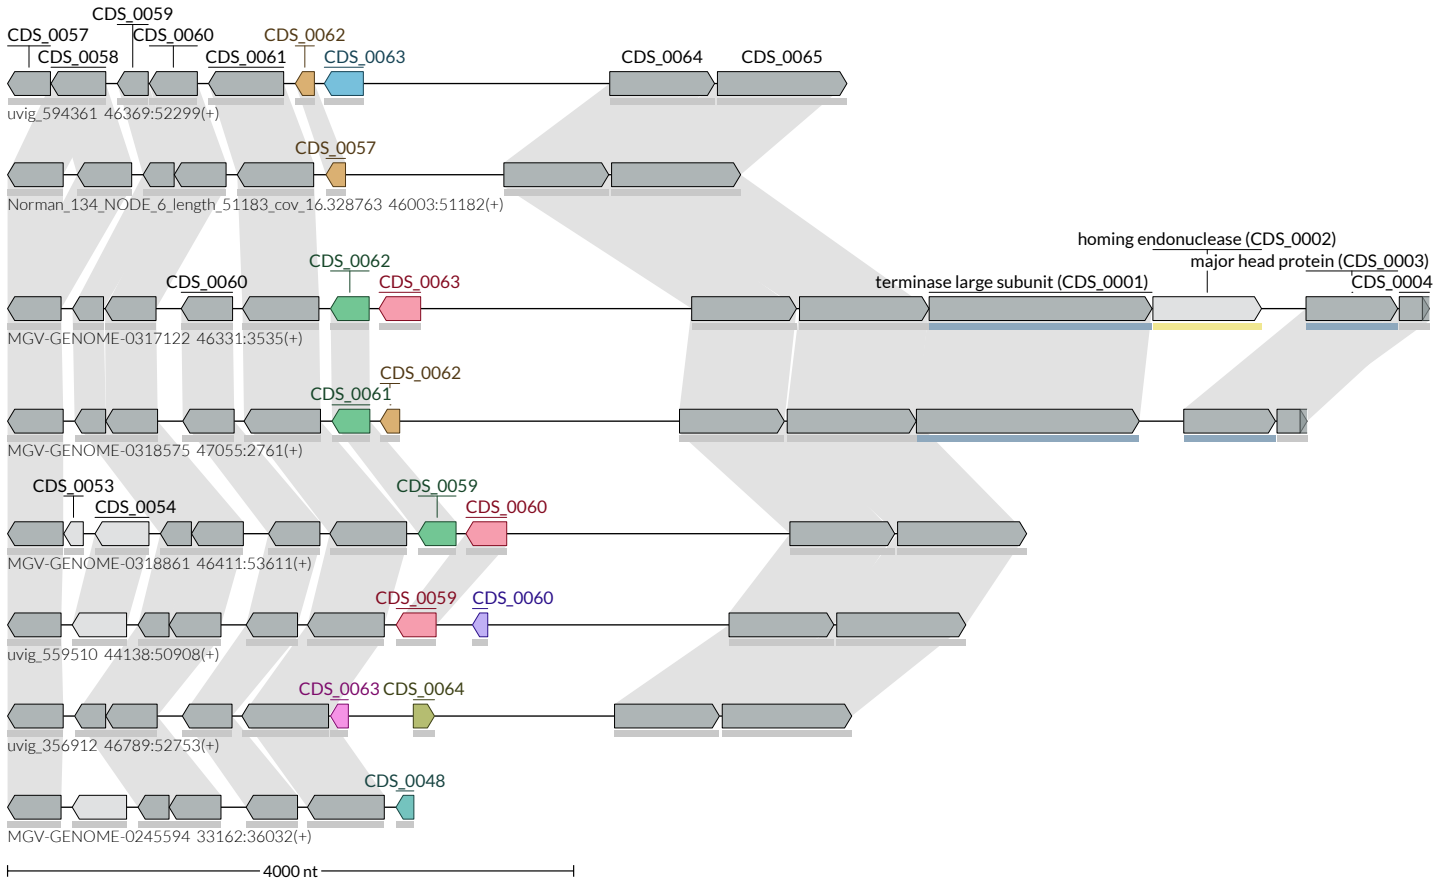 CDS_0059
CDS_0057 CDS_0060 CDS_0062
CDS_0058 CDS_0061 CDS_0063 CDS_0064 CDS_0065
uvig_594361 46369:52299(+)
CDS_0057
Norman_134_NODE_6_length_51183_cov_16.328763 46003:51182(+)
homing endonuclease (CDS_0002)
CDS_0062 major head protein (CDS_0003)
CDS_0060 CDS_0063 terminase large subunit (CDS_0001) CDS_0004
MGV-GENOME-0317122 46331:3535(+)
CDS_0062
CDS_0061
MGV-GENOME-0318575 47055:2761(+)
CDS_0053 CDS_0059
CDS_0054 CDS_0060
MGV-GENOME-0318861 46411:53611(+)
CDS_0059 CDS_0060
uvig_559510 44138:50908(+)
CDS_0063 CDS_0064
uvig_356912 46789:52753(+)
CDS_0048
MGV-GENOME-0245594 33162:36032(+)
4000 nt